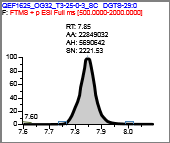 QEF1625_OG32_T3-25-0-3_SC DGTS-29:0
F: FTMS + p ESI Full ms [500.0000-2000.0000]
RT: 7.85
AA: 22849032
AH: 5690642
SN: 2221.53
100
80
60
40
20
0
7.60
7.6 7.7 7.8 7.9 8.0